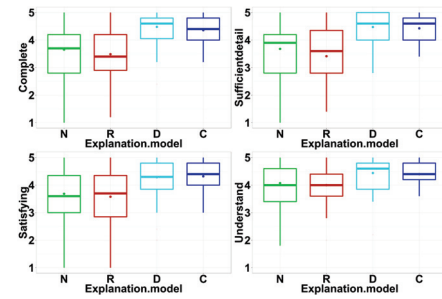 Complete
5
4
3
2
1
N R D C
Explanation.model
Sufficientdetail
5
4
3
2
1
N R D C
Explanation.model
Satisfying
5
4
3
2
1
N R D C
Explanation.model
Understand
5
4
3
2
1
N R D C
Explanation.model